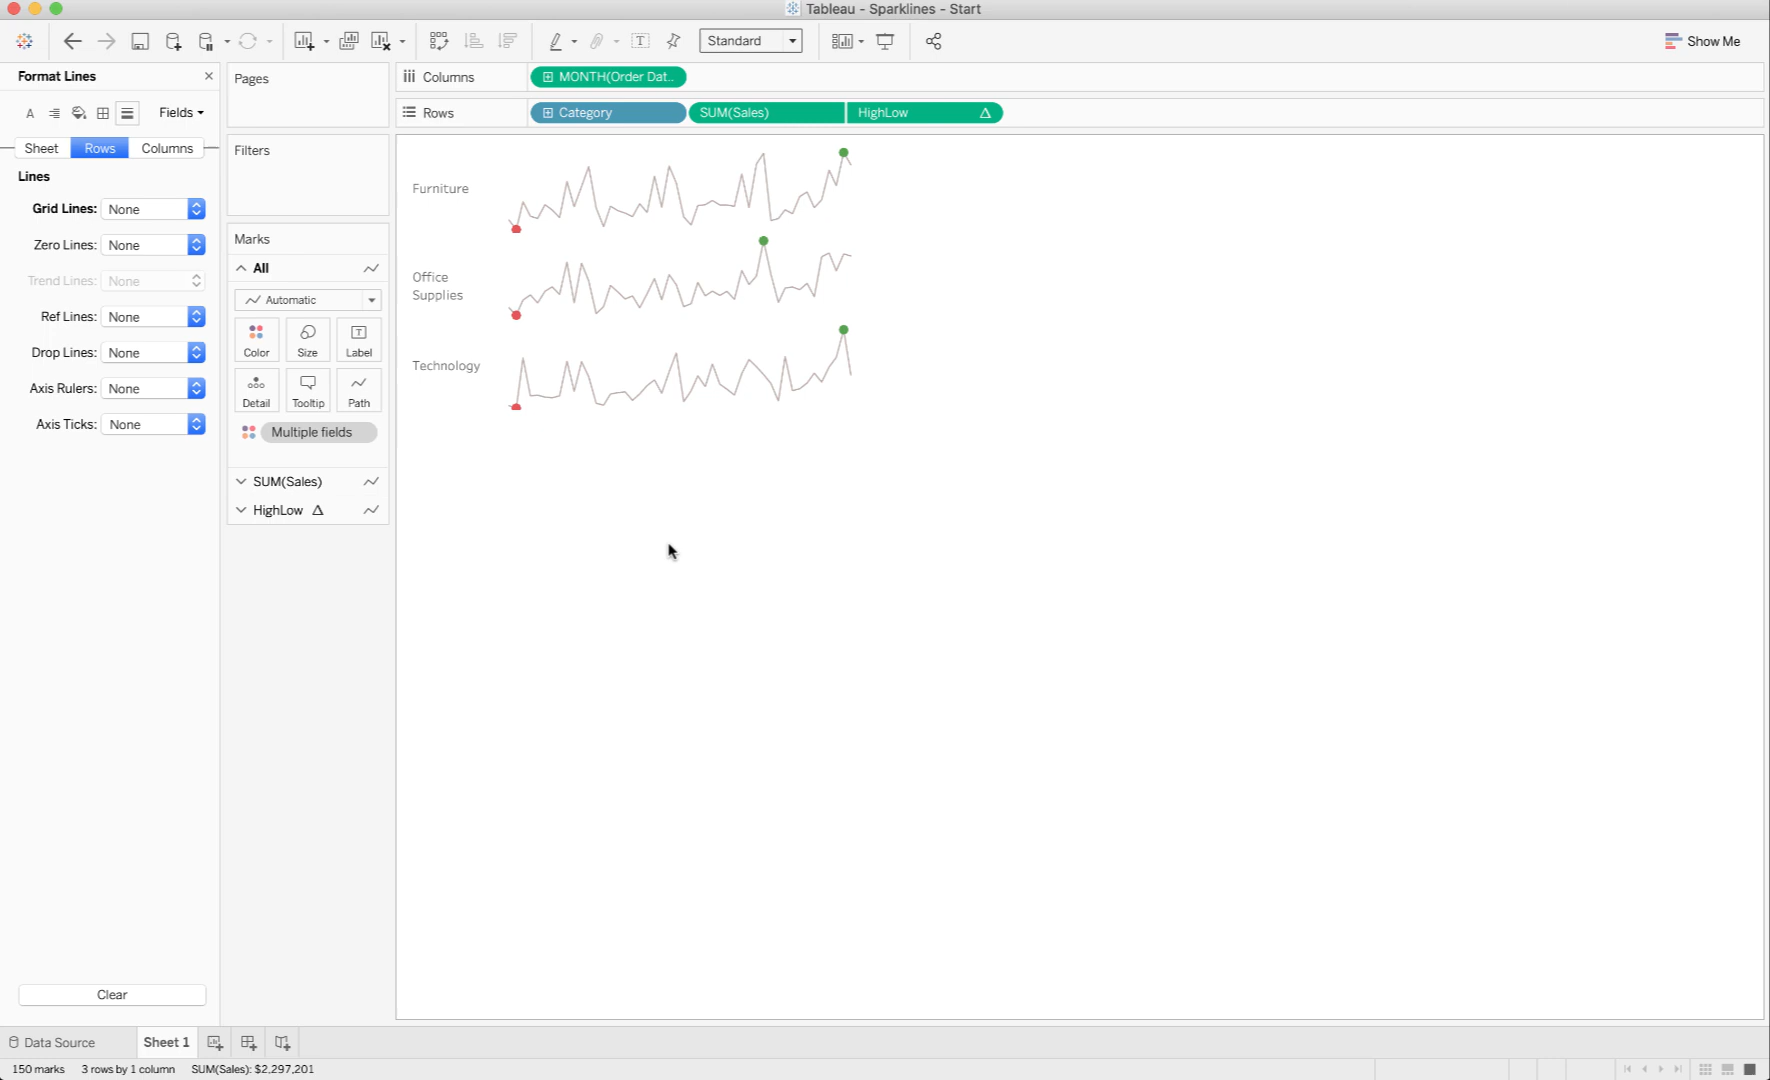 Tableau - Sparklines - Start
Standard
Show Me
Format Lines
Fields
Sheet
Rows
Columns
Lines
Grid Lines: None
Zero Lines: None
Trend Lines: None
Ref Lines: None
Drop Lines: None
Axis Rulers: None
Axis Ticks: None
Clear
Pages
Filters
Marks
All
Automatic
Color
Size
Label
Detail
Tooltip
Path
Multiple fields
SUM(Sales)
HighLow
Columns
MONTH(Order Dat..
Rows
Category
SUM(Sales)
HighLow
Furniture
Office
Supplies
Technology
Data Source
Sheet 1
150 marks
3 rows by 1 column
SUM(Sales): $2,297,201